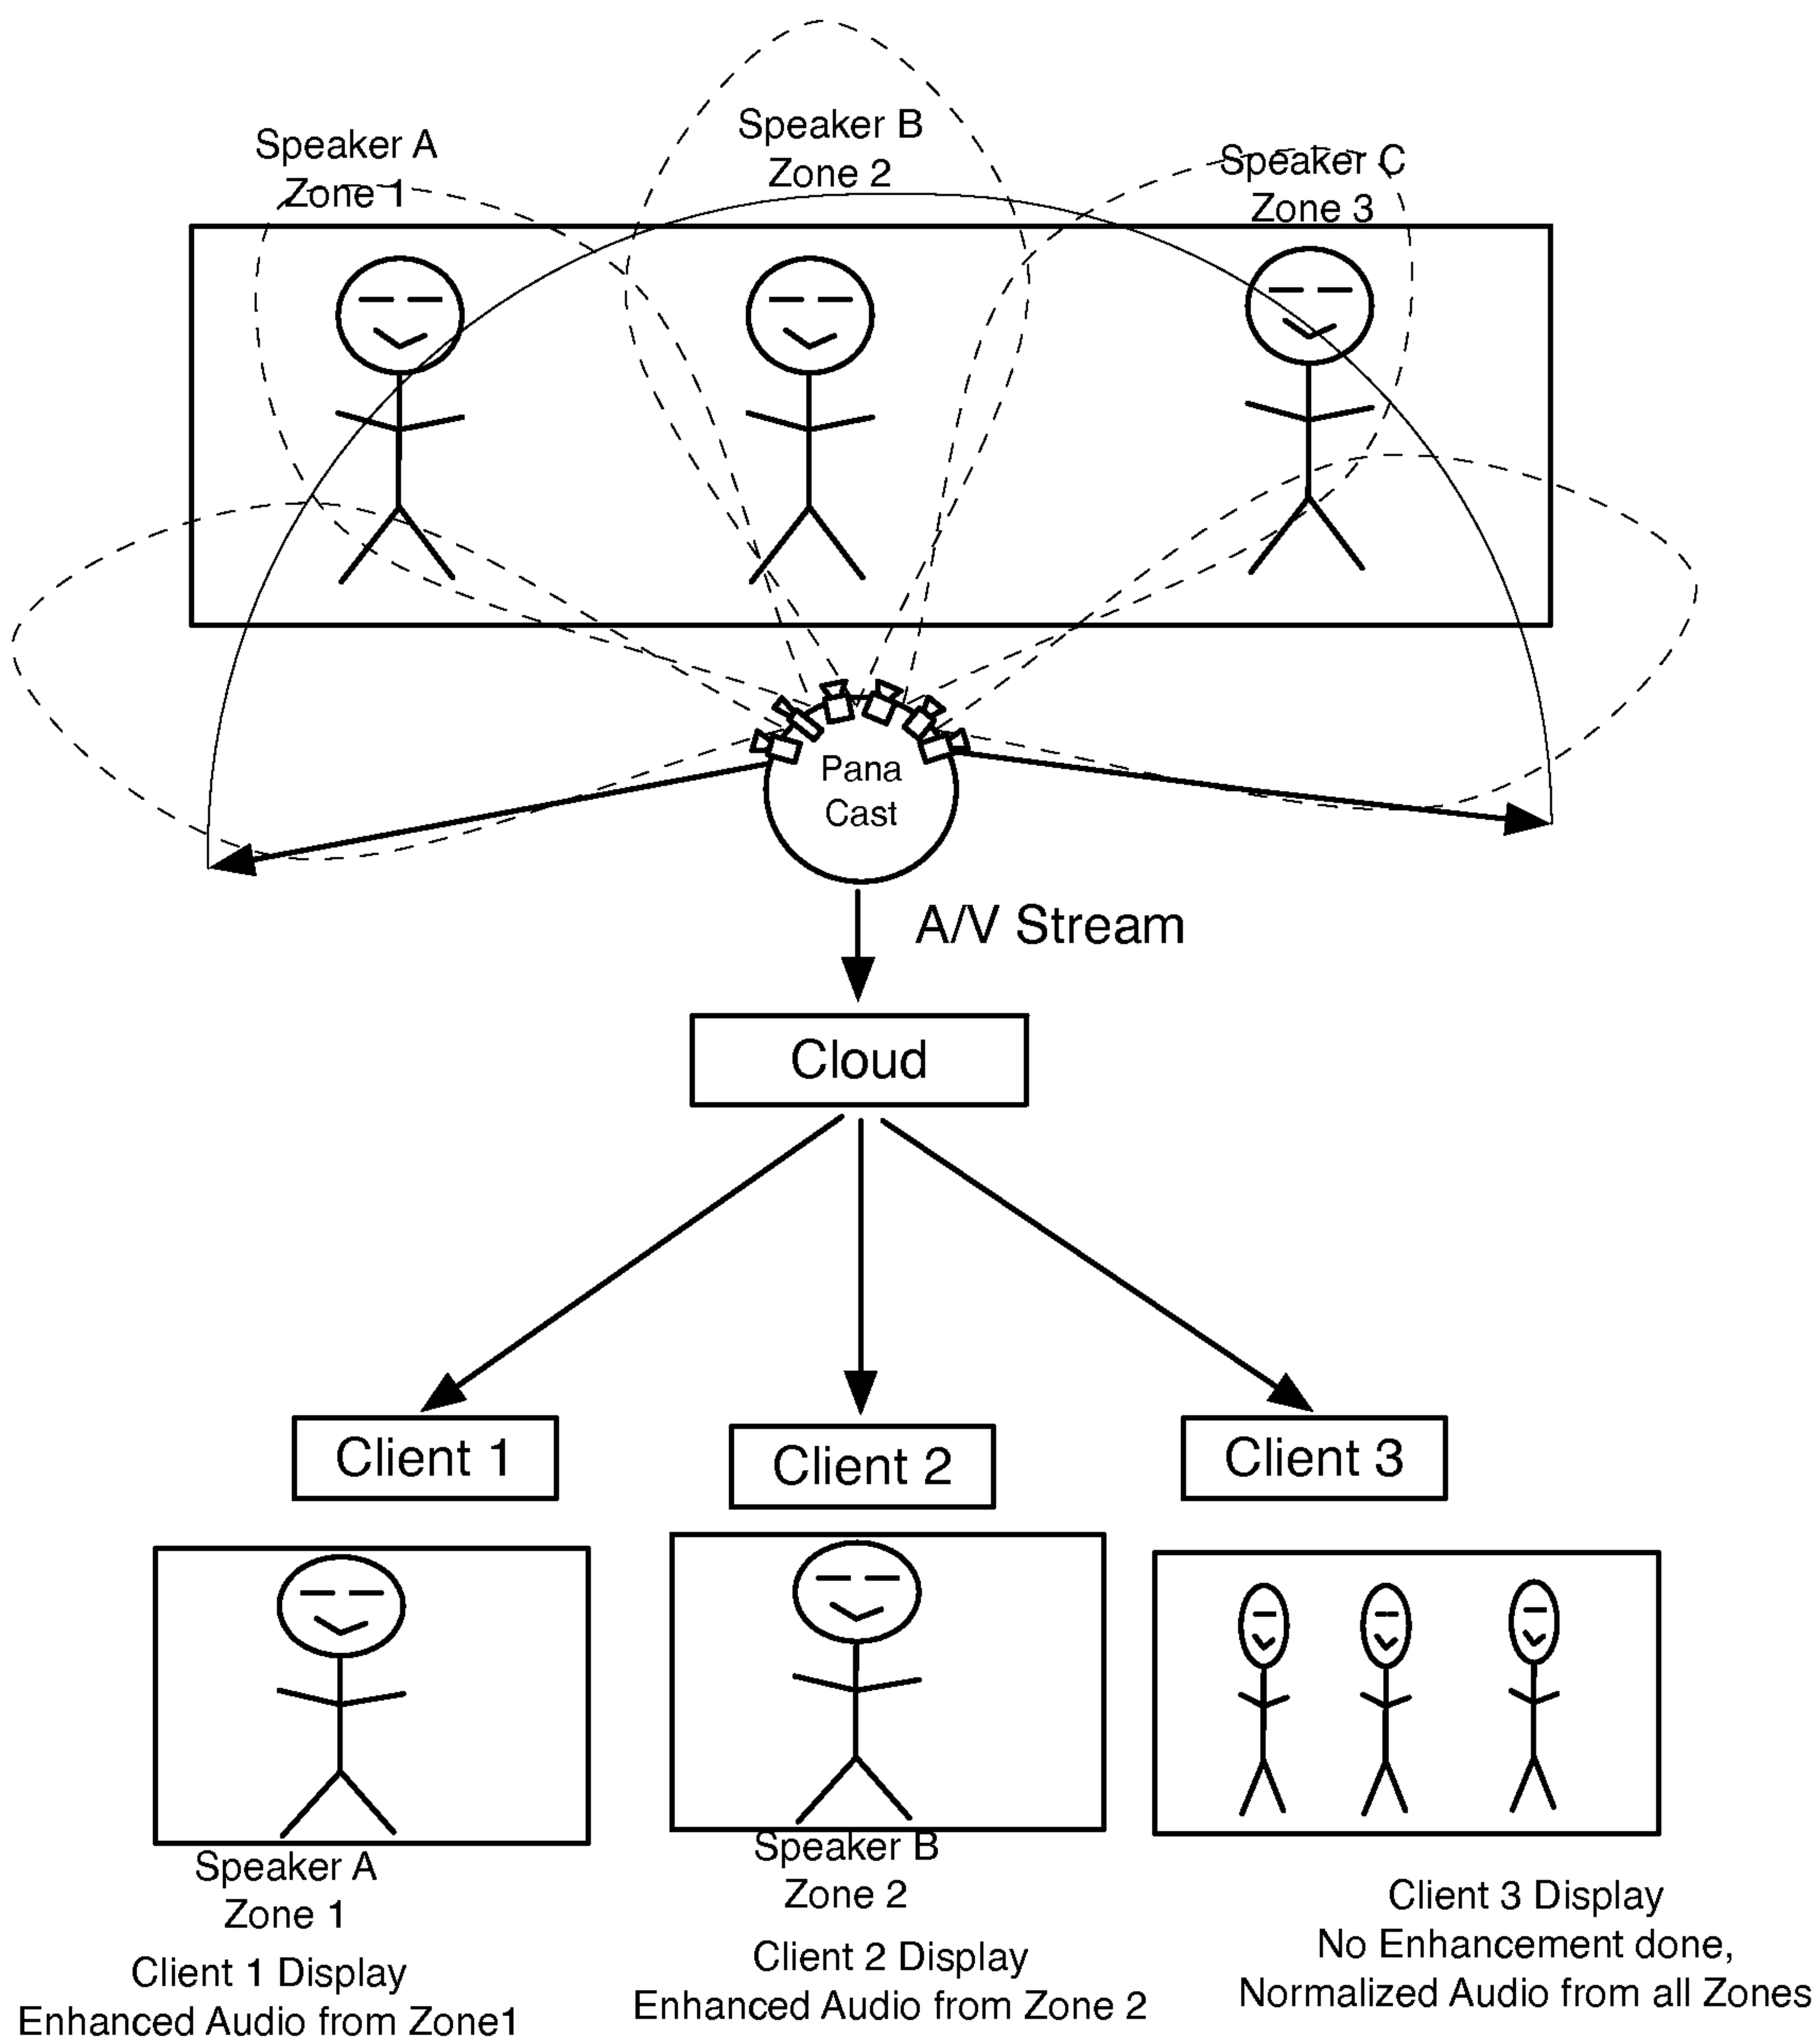 Speaker A
Zone 1
Speaker B
Zone 2
Speaker C
Zone 3
Pana
Cast
A/V Stream
Cloud
Client 1
Client 2
Client 3
Speaker A
Zone 1
Client 1 Display
Enhanced Audio from Zone1
Speaker B
Zone 2
Client 2 Display
Enhanced Audio from Zone 2
Client 3 Display
No Enhancement done,
Normalized Audio from all Zones